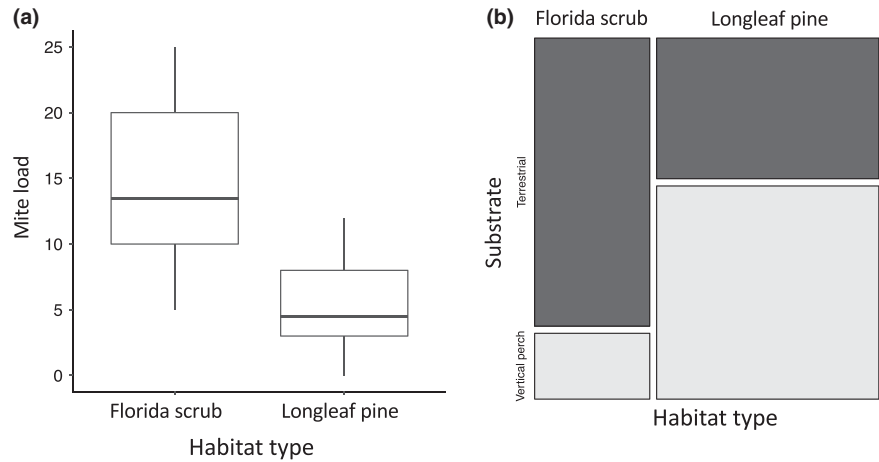 (a)
25
20
15
10
5
0
Mite load
Florida scrub
Longleaf pine
Habitat type
(b)
Florida scrub
Longleaf pine
Substrate
Terrestrial
Vertical perch
Habitat type